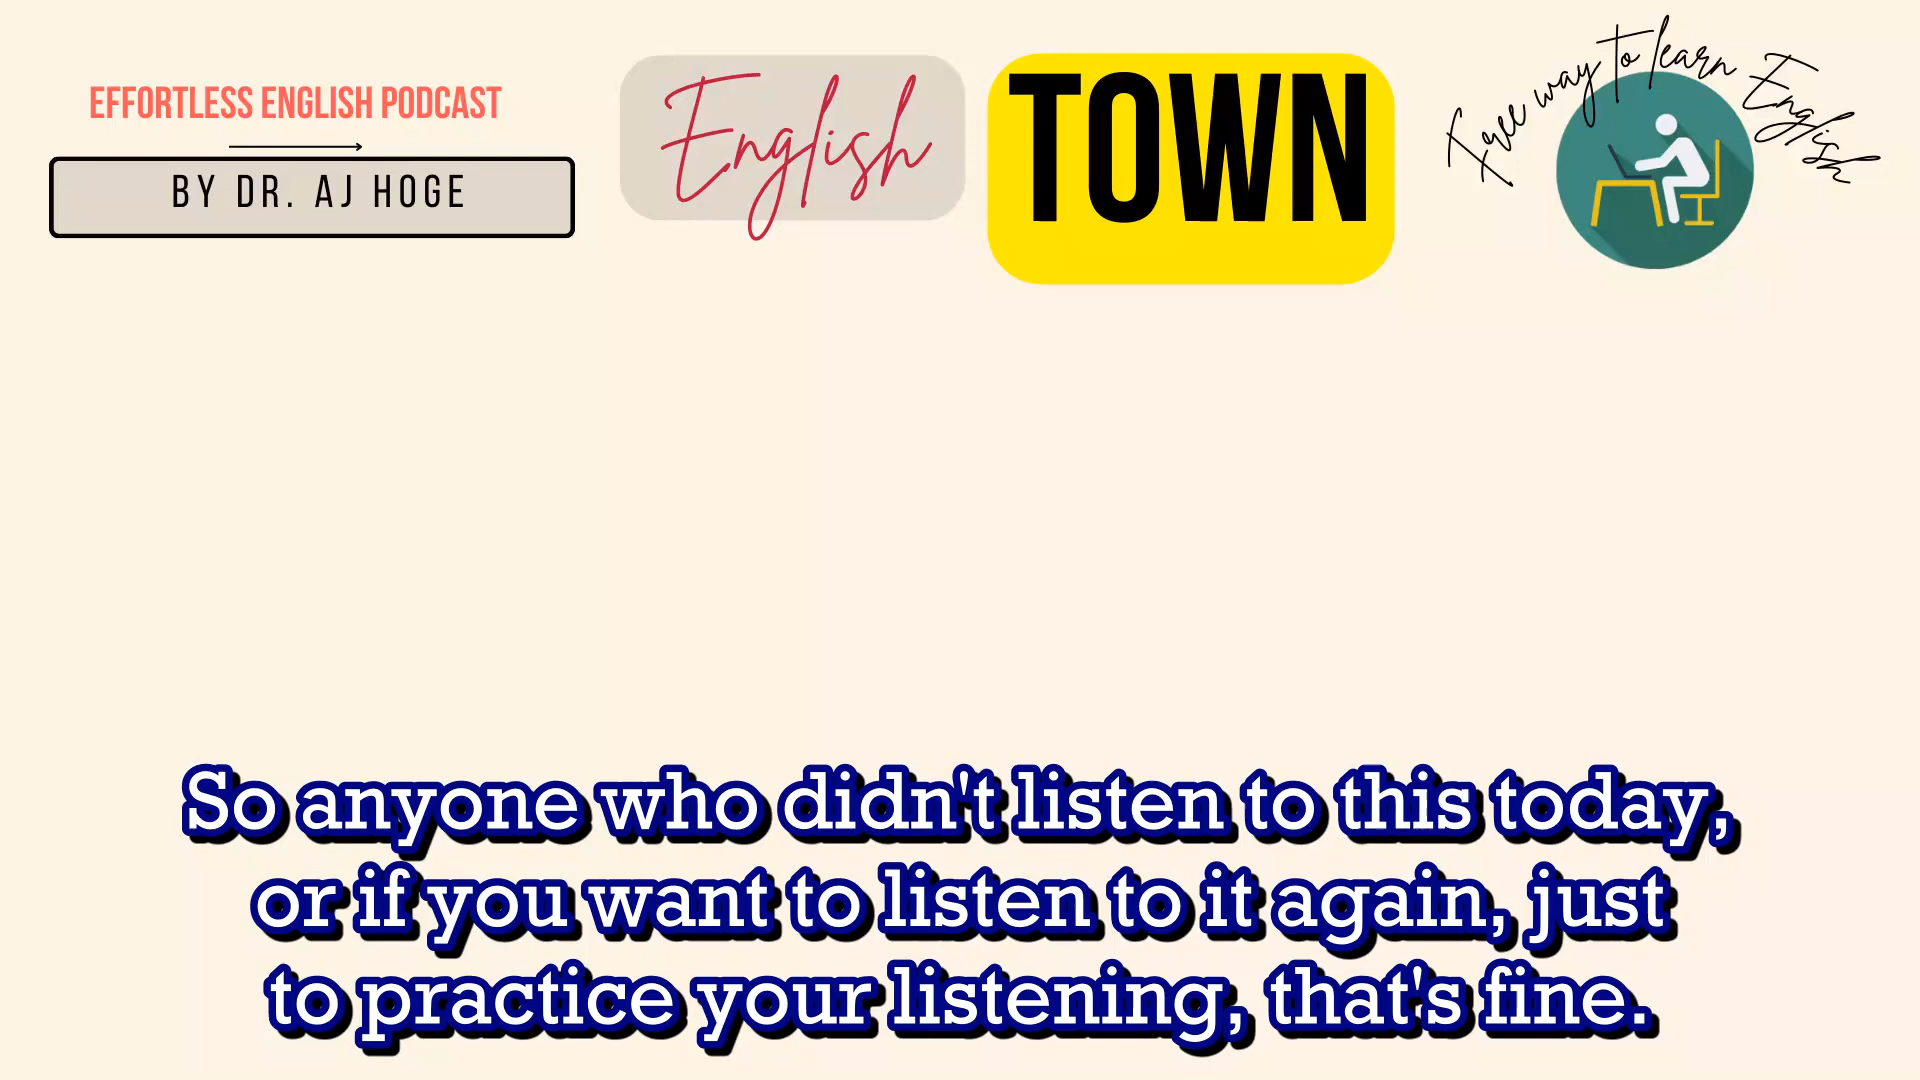 EFFORTLESS ENGLISH PODCAST
BY DR. AJ HOGE
English
TOWN
Free way to learn English
So anyone who didn't listen to this today,
or if you want to listen to it again, just
to practice your listening, that's fine.